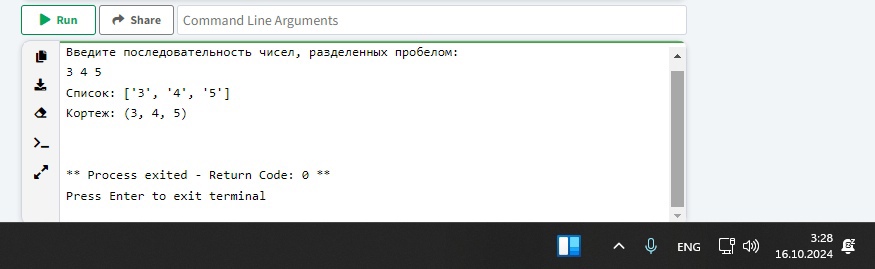 Run
Share
Command Line Arguments
Введите последовательность чисел, разделенных пробелом:
3 4 5
Список: ['3', '4', '5']
Кортеж: (3, 4, 5)
** Process exited - Return Code: 0 **
Press Enter to exit terminal
ENG
3:28
16.10.2024